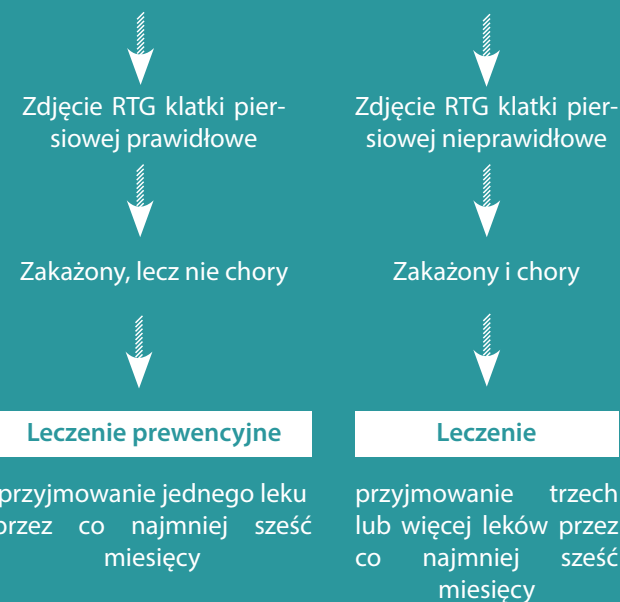 Zdjęcie RTG klatki pier-
siowej prawidłowe
Zakażony, lecz nie chory
Leczenie prewencyjne
przyjmowanie jednego leku
przez co najmniej sześć
miesięcy
Zdjęcie RTG klatki pier-
siowej nieprawidłowe
Zakażony i chory
Leczenie
przyjmowanie trzech
lub więcej leków przez
co najmniej sześć
miesięcy